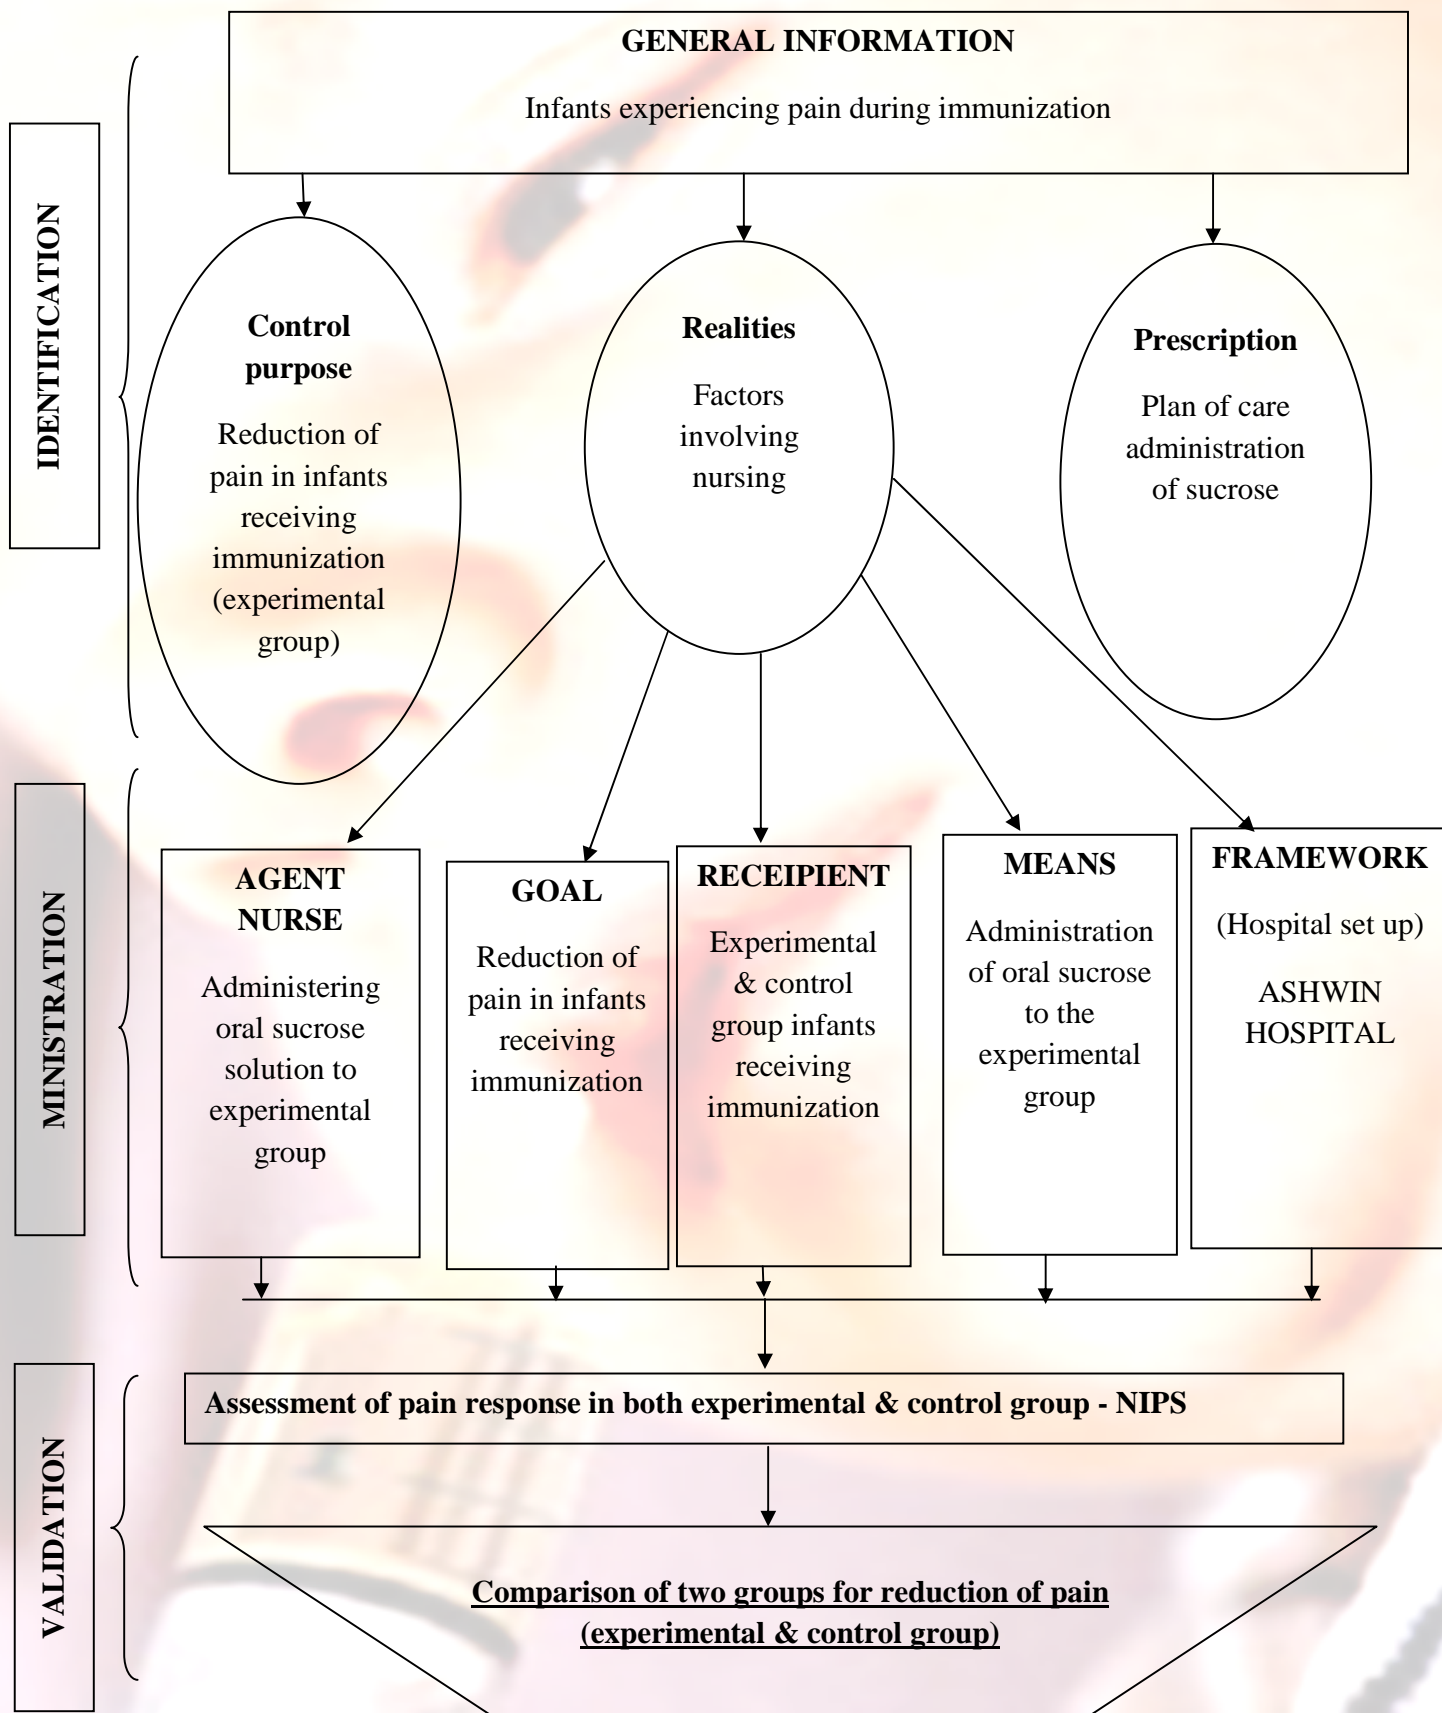 GENERAL INFORMATION
Infants experiencing pain during immunization
IDENTIFICATION
Control
purpose
Reduction of
pain in infants
receiving
immunization
(experimental
group)
Realities
Factors
involving
nursing
Prescription
Plan of care
administration
of sucrose
MINISTRATION
AGENT
NURSE
Administering
oral sucrose
solution to
experimental
group
GOAL
Reduction of
pain in infants
receiving
immunization
RECEIPIENT
Experimental
& control
group infants
receiving
immunization
MEANS
Administration
of oral sucrose
to the
experimental
group
FRAMEWORK
(Hospital set up)
ASHWIN
HOSPITAL
VALIDATION
Assessment of pain response in both experimental & control group - NIPS
Comparison of two groups for reduction of pain
(experimental & control group)